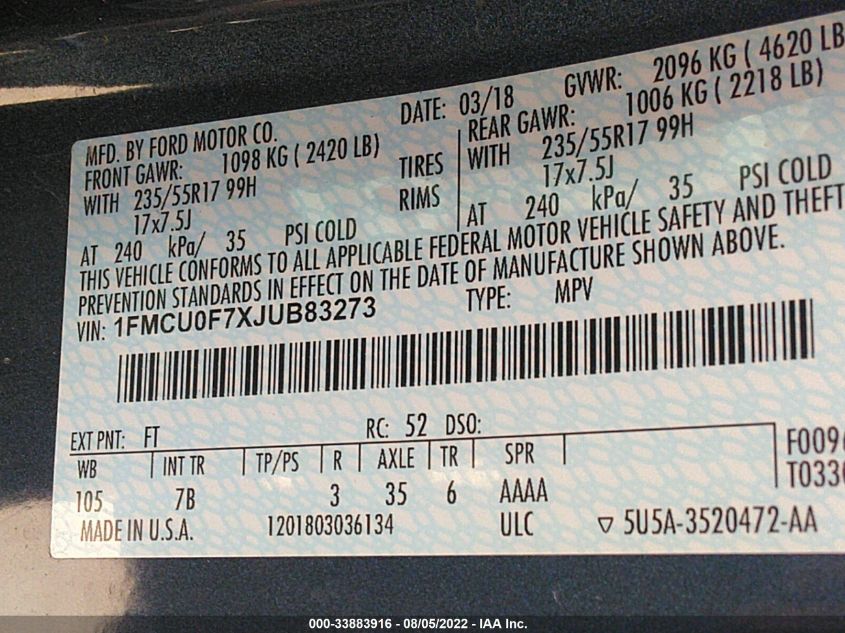 MFD. BY FORD MOTOR CO. DATE: 03/18 GVWR: 2096 KG ( 4620 LB
FRONT GAWR: 1098 KG ( 2420 LB) REAR GAWR: 1006 KG ( 2218 LB)
WITH 235/55R17 99H TIRES WITH 235/55R17 99H
17x7.5J RIMS 17x7.5J
AT 240 kPa/ 35 PSI COLD AT 240 kPa/ 35 PSI COLD
THIS VEHICLE CONFORMS TO ALL APPLICABLE FEDERAL MOTOR VEHICLE SAFETY AND THEFT
PREVENTION STANDARDS IN EFFECT ON THE DATE OF MANUFACTURE SHOWN ABOVE.
VIN: 1FMCU0F7XJUB83273 TYPE: MPV
EXT PNT: FT RC: 52 DSO:
WB INT TR TP/PS R AXLE TR SPR F009
105 7B 3 35 6 AAAA T033
MADE IN U.S.A. 1201803036134 ULC ▽ 5U5A-3520472-AA
000-33883916 - 08/05/2022 - IAA Inc.